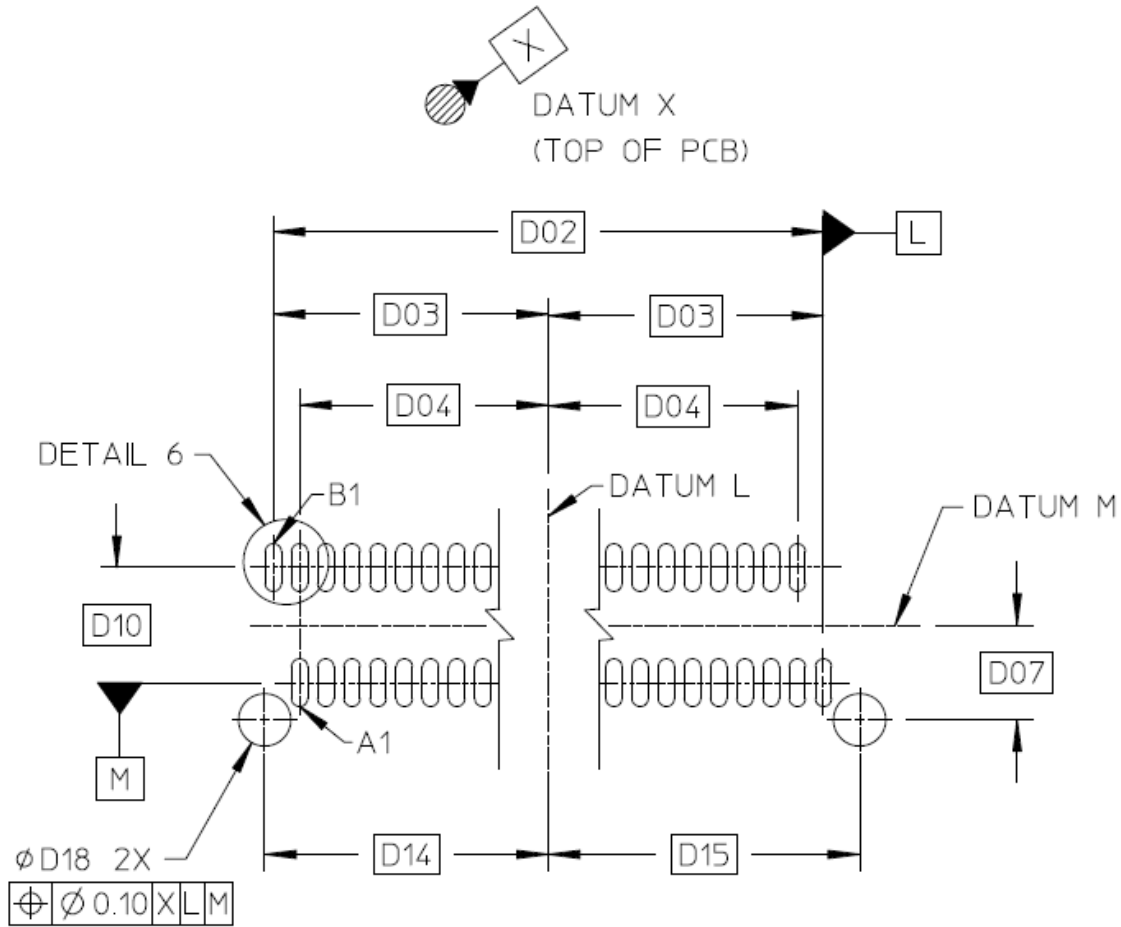 X
DATUM X
(TOP OF PCB)
D02
L
D03
D03
D04
D04
DETAIL 6
B1
DATUM L
DATUM M
D10
D07
A1
M
D14
D15
⌀D18 2X
⌖ ⌀0.10 X L M